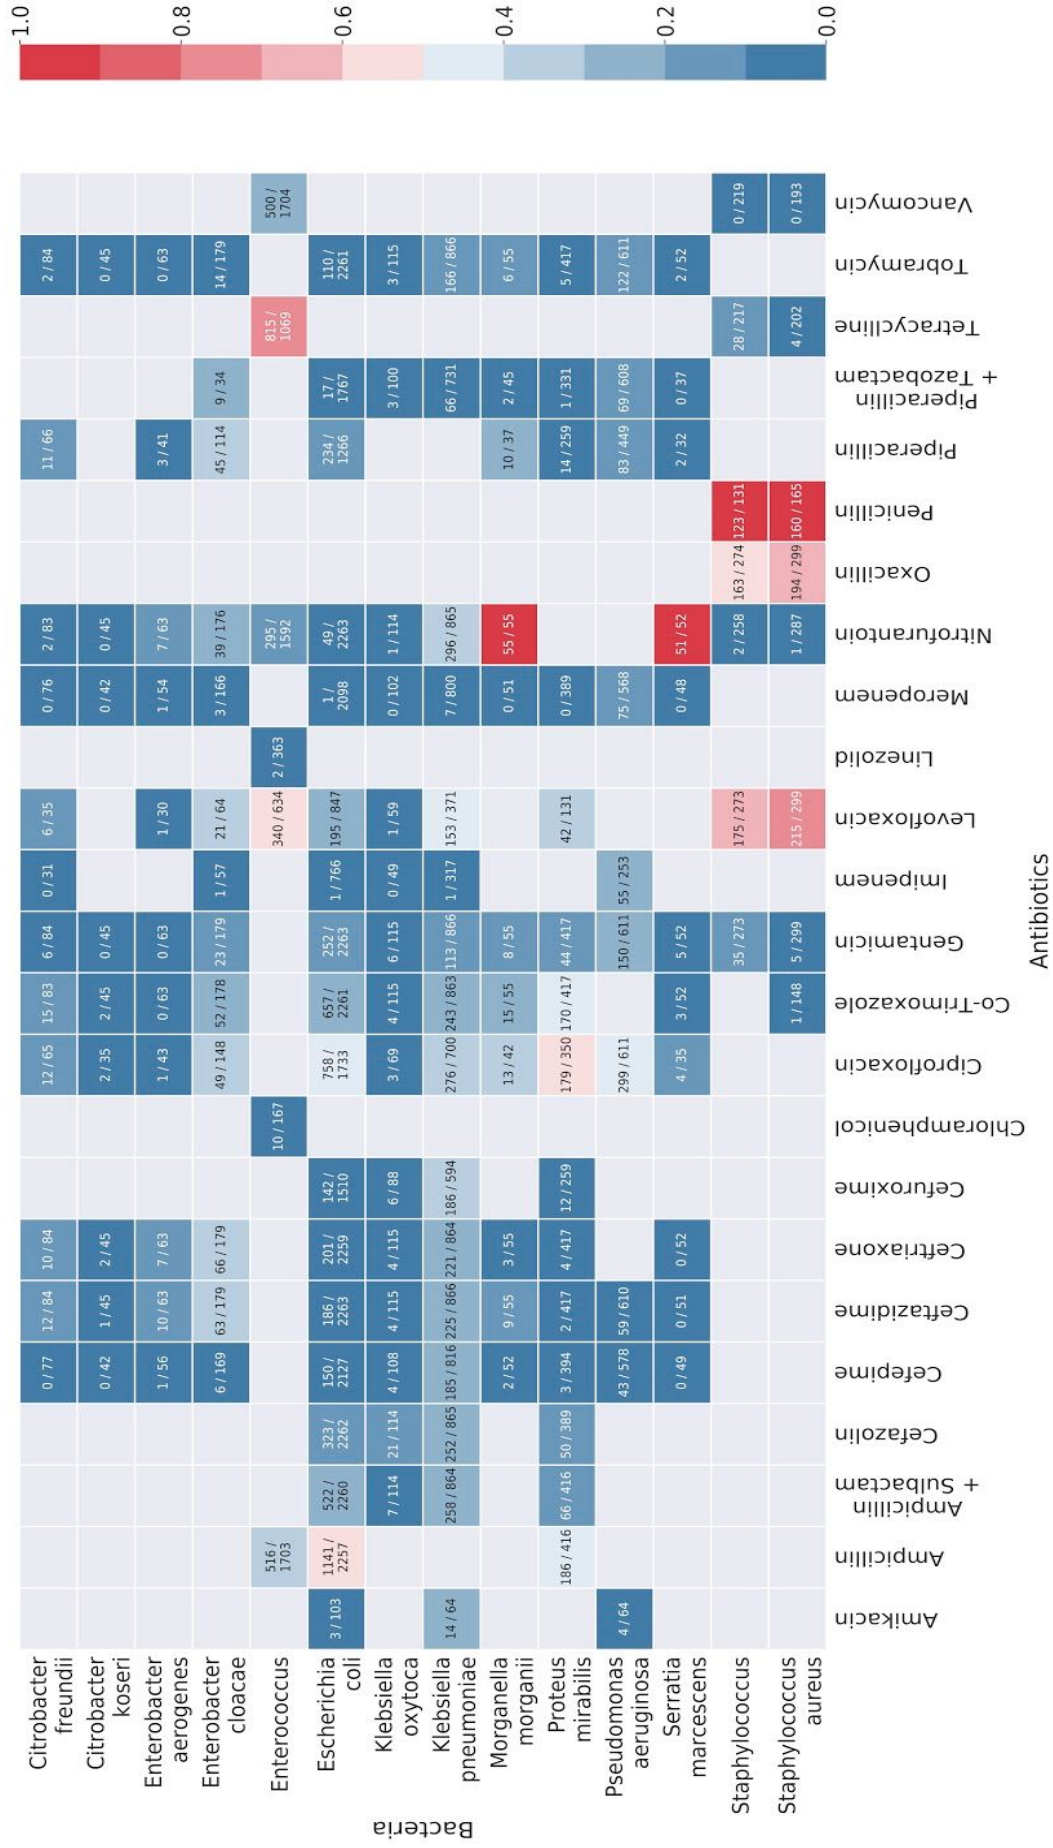 Bacteria
Citrobacter
freundii
0 / 77
12 / 84
10 / 84
12 / 65
15 / 83
6 / 84
0 / 31
6 / 35
0 / 76
2 / 83
11 / 66
2 / 84
Citrobacter
koseri
0 / 42
1 / 45
2 / 45
2 / 35
2 / 45
0 / 45
0 / 42
0 / 45
0 / 45
Enterobacter
aerogenes
1 / 56
10 / 63
7 / 63
1 / 43
0 / 63
0 / 63
1 / 30
1 / 54
7 / 63
3 / 41
0 / 63
Enterobacter
cloacae
6 / 169
63 / 179
66 / 179
49 / 148
52 / 178
23 / 179
1 / 57
21 / 64
3 / 166
39 / 176
45 / 114
9 / 34
14 / 179
Enterococcus
516 /
1703
10 / 167
340 / 634
2 / 363
295 /
1592
815 /
1069
500 /
1704
Escherichia
coli
3 / 103
1141 /
2257
522 /
2260
323 /
2262
150 /
2127
186 /
2263
201 /
2259
142 /
1510
758 /
1733
657 /
2261
252 /
2263
1 / 766
195 / 847
1 /
2098
49 /
2263
234 /
1266
17 /
1767
110 /
2261
Klebsiella
oxytoca
7 / 114
21 / 114
4 / 108
4 / 115
4 / 115
6 / 88
3 / 69
4 / 115
6 / 115
0 / 49
1 / 59
0 / 102
1 / 114
3 / 100
3 / 115
Klebsiella
pneumoniae
14 / 64
258 / 864
252 / 865
185 / 816
225 / 866
221 / 864
186 / 594
276 / 700
243 / 863
113 / 866
1 / 317
153 / 371
7 / 800
296 / 865
66 / 731
166 / 866
Morganella
morganii
2 / 52
9 / 55
3 / 55
13 / 42
15 / 55
8 / 55
0 / 51
55 / 55
10 / 37
2 / 45
6 / 55
Proteus
mirabilis
186 / 416
66 / 416
50 / 389
3 / 394
2 / 417
4 / 417
12 / 259
179 / 350
170 / 417
44 / 417
42 / 131
0 / 389
14 / 259
1 / 331
5 / 417
Pseudomonas
aeruginosa
4 / 64
43 / 578
59 / 610
299 / 611
150 / 611
55 / 253
75 / 568
83 / 449
69 / 608
122 / 611
Serratia
marcescens
0 / 49
0 / 51
0 / 52
4 / 35
3 / 52
5 / 52
0 / 48
51 / 52
2 / 32
0 / 37
2 / 52
Staphylococcus
35 / 273
175 / 273
2 / 258
163 / 274
123 / 131
28 / 217
0 / 219
Staphylococcus
aureus
1 / 148
5 / 299
215 / 299
1 / 287
194 / 299
160 / 165
4 / 202
0 / 193
Amikacin
Ampicillin
Ampicillin
+ Sulbactam
Cefazolin
Cefepime
Ceftazidime
Ceftriaxone
Cefuroxime
Chloramphenicol
Ciprofloxacin
Co-Trimoxazole
Gentamicin
Imipenem
Levofloxacin
Linezolid
Meropenem
Nitrofurantoin
Oxacillin
Penicillin
Piperacillin
Piperacillin
+ Tazobactam
Tetracylline
Tobramycin
Vancomycin
Antibiotics
1.0
0.8
0.6
0.4
0.2
0.0